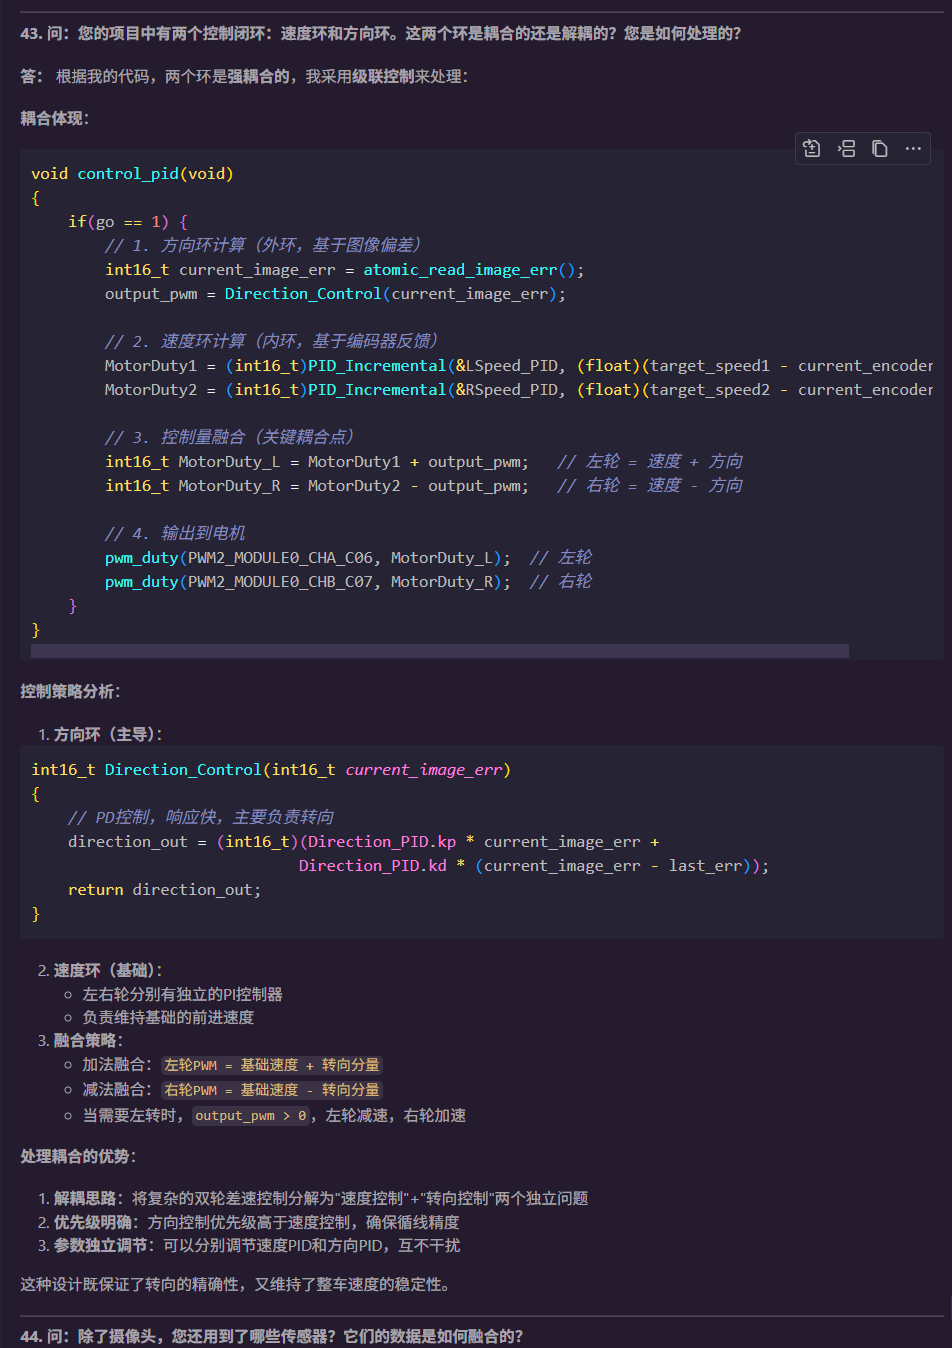 43. 问：您的项目中有两个控制闭环：速度环和方向环。这两个环是耦合的还是解耦的？您是如何处理的？
答： 根据我的代码，两个环是强耦合的，我采用级联控制来处理：
耦合体现：
void control_pid(void)
{
    if(go == 1) {
        // 1. 方向环计算（外环，基于图像偏差）
        int16_t current_image_err = atomic_read_image_err();
        output_pwm = Direction_Control(current_image_err);
        // 2. 速度环计算（内环，基于编码器反馈）
        MotorDuty1 = (int16_t)PID_Incremental(&LSpeed_PID, (float)(target_speed1 - current_encoder
        MotorDuty2 = (int16_t)PID_Incremental(&RSpeed_PID, (float)(target_speed2 - current_encoder
        // 3. 控制量融合（关键耦合点）
        int16_t MotorDuty_L = MotorDuty1 + output_pwm;   // 左轮 = 速度 + 方向
        int16_t MotorDuty_R = MotorDuty2 - output_pwm;   // 右轮 = 速度 - 方向
        // 4. 输出到电机
        pwm_duty(PWM2_MODULE0_CHA_C06, MotorDuty_L);  // 左轮
        pwm_duty(PWM2_MODULE0_CHB_C07, MotorDuty_R);  // 右轮
    }
}
控制策略分析：
1. 方向环（主导）：
int16_t Direction_Control(int16_t current_image_err)
{
    // PD控制，响应快，主要负责转向
    direction_out = (int16_t)(Direction_PID.kp * current_image_err +
                             Direction_PID.kd * (current_image_err - last_err));
    return direction_out;
}
2. 速度环（基础）：
○ 左右轮分别有独立的PI控制器
○ 负责维持基础的前进速度
3. 融合策略：
○ 加法融合：左轮PWM = 基础速度 + 转向分量
○ 减法融合：右轮PWM = 基础速度 - 转向分量
○ 当需要左转时，output_pwm > 0，左轮减速，右轮加速
处理耦合的优势：
1. 解耦思路：将复杂的双轮差速控制分解为"速度控制"+"转向控制"两个独立问题
2. 优先级明确：方向控制优先级高于速度控制，确保循线精度
3. 参数独立调节：可以分别调节速度PID和方向PID，互不干扰
这种设计既保证了转向的精确性，又维持了整车速度的稳定性。
44. 问：除了摄像头，您还用到了哪些传感器？它们的数据是如何融合的？